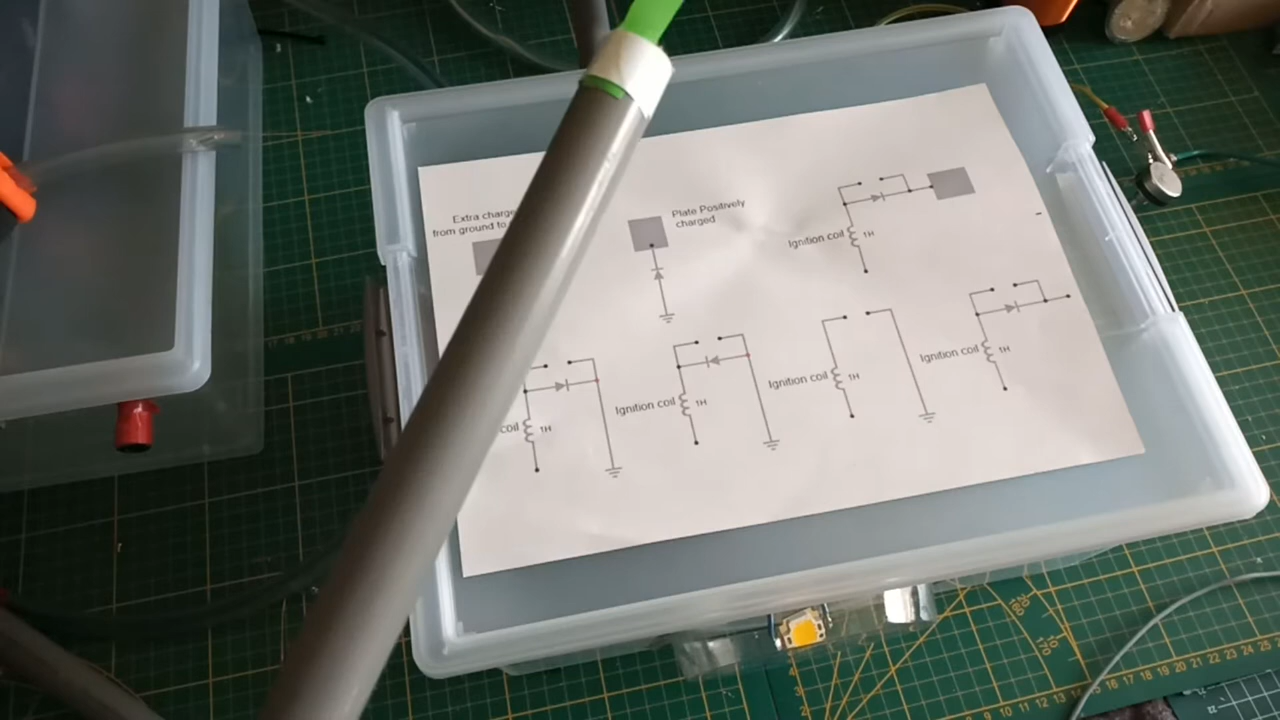 Extra charge
from ground to
Plate Positively
charged
Ignition coil
1H
coil
1H
Ignition coil
1H
Ignition coil
1H
Ignition coil
1H